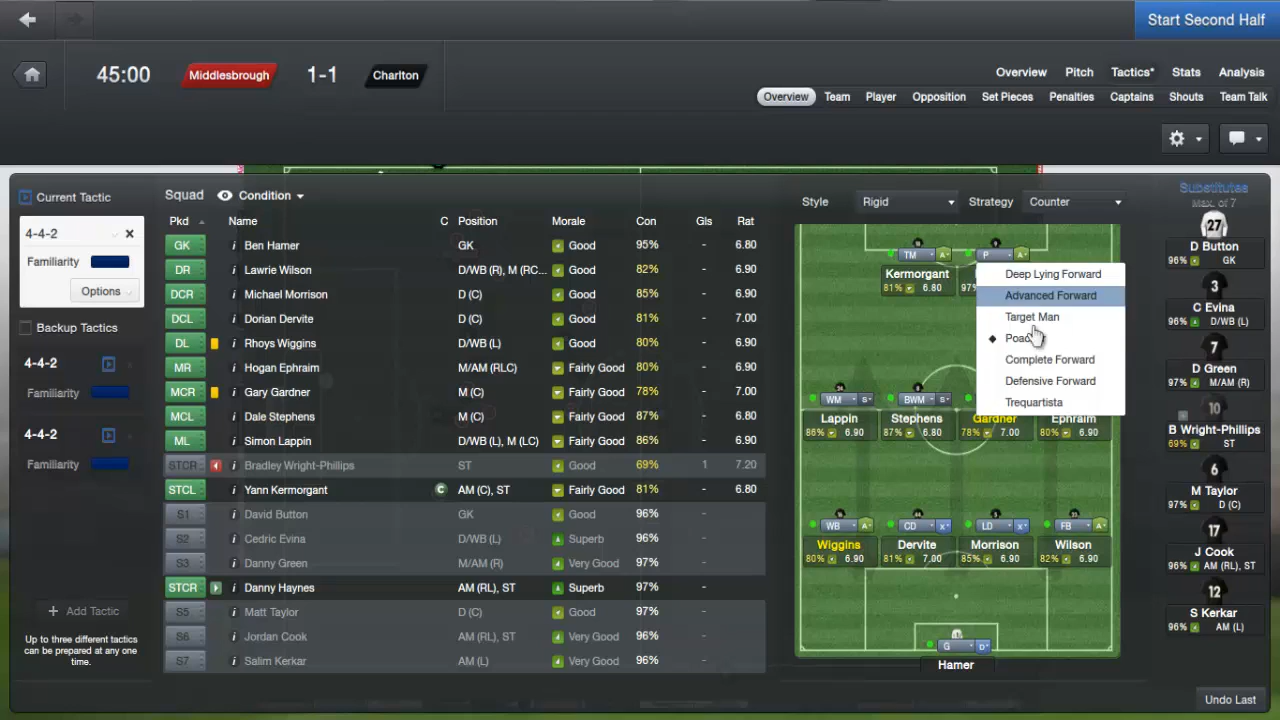 Start Second Half
45:00
Middlesbrough
1-1
Charlton
Overview
Pitch
Tactics*
Stats
Analysis
Overview
Team
Player
Opposition
Set Pieces
Penalties
Captains
Shouts
Team Talk
Current Tactic
4-4-2
Familiarity
Options
Backup Tactics
4-4-2
Familiarity
4-4-2
Familiarity
+ Add Tactic
Up to three different tactics
can be prepared at any one
time.
Squad
Condition
Pkd Name C Position Morale Con Gls Rat
GK i Ben Hamer GK Good 95% - 6.80
DR i Lawrie Wilson D/WB (R), M (RC... Good 82% - 6.90
DCR i Michael Morrison D (C) Good 85% - 6.90
DCL i Dorian Dervite D (C) Good 81% - 7.00
DL i Rhoys Wiggins D/WB (L) Good 80% - 6.90
MR i Hogan Ephraim M/AM (RLC) Fairly Good 80% - 6.90
MCR i Gary Gardner M (C) Fairly Good 78% - 7.00
MCL i Dale Stephens M (C) Fairly Good 87% - 6.80
ML i Simon Lappin D/WB (L), M (LC) Fairly Good 86% - 6.90
STCR i Bradley Wright-Phillips ST Good 69% 1 7.20
STCL i Yann Kermorgant C AM (C), ST Fairly Good 81% - 6.80
S1 i David Button GK Good 96%
S2 i Cedric Evina D/WB (L) Superb 96%
S3 i Danny Green M/AM (R) Good 97%
STCR i Danny Haynes AM (RL), ST Superb 97%
S5 i Matt Taylor D (C) Good 97%
S6 i Jordan Cook AM (RL), ST Very Good 96%
S7 i Salim Kerkar AM (L) Very Good 96%
Style
Rigid
Strategy
Counter
TM A
P A
Kermorgant
81% 6.80
97%
Deep Lying Forward
Advanced Forward
Target Man
Complete Forward
Defensive Forward
Trequartista
WM S
BWM S
Lappin
Stephens
Gardner
Ephraim
86% 6.90
87% 6.80
78% 7.00
80% 6.90
WB A
CD X
LD X
FB A
Wiggins
Dervite
Morrison
Wilson
80% 6.90
81% 7.00
85% 6.90
82% 6.90
G D
Hamer
Substitutes
Max. of 7
27
D Button
96% GK
3
C Evina
96% D/WB (L)
7
D Green
97% M/AM (R)
10
B Wright-Phillips
69% ST
6
M Taylor
97% D (C)
17
J Cook
96% AM (RL), ST
12
S Kerkar
96% AM (L)
Undo Last